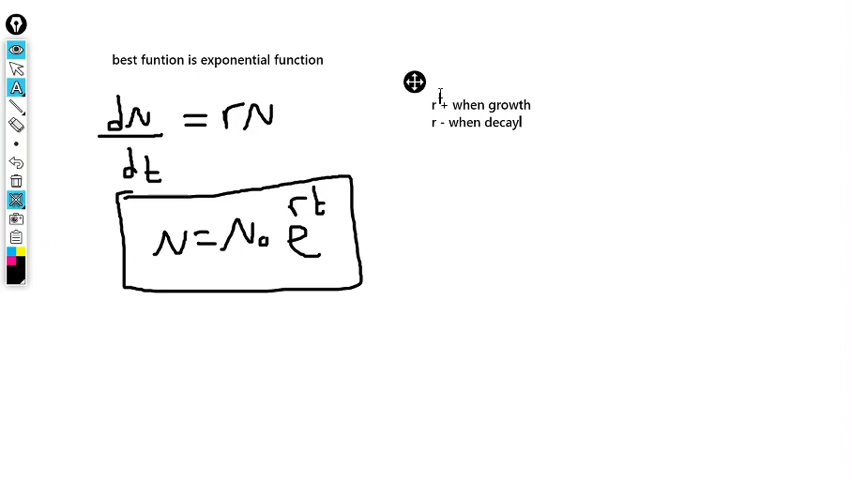 best funtion is exponential function
r + when growth
r - when decay
dN
dt
= rN
N = N₀ e^rt